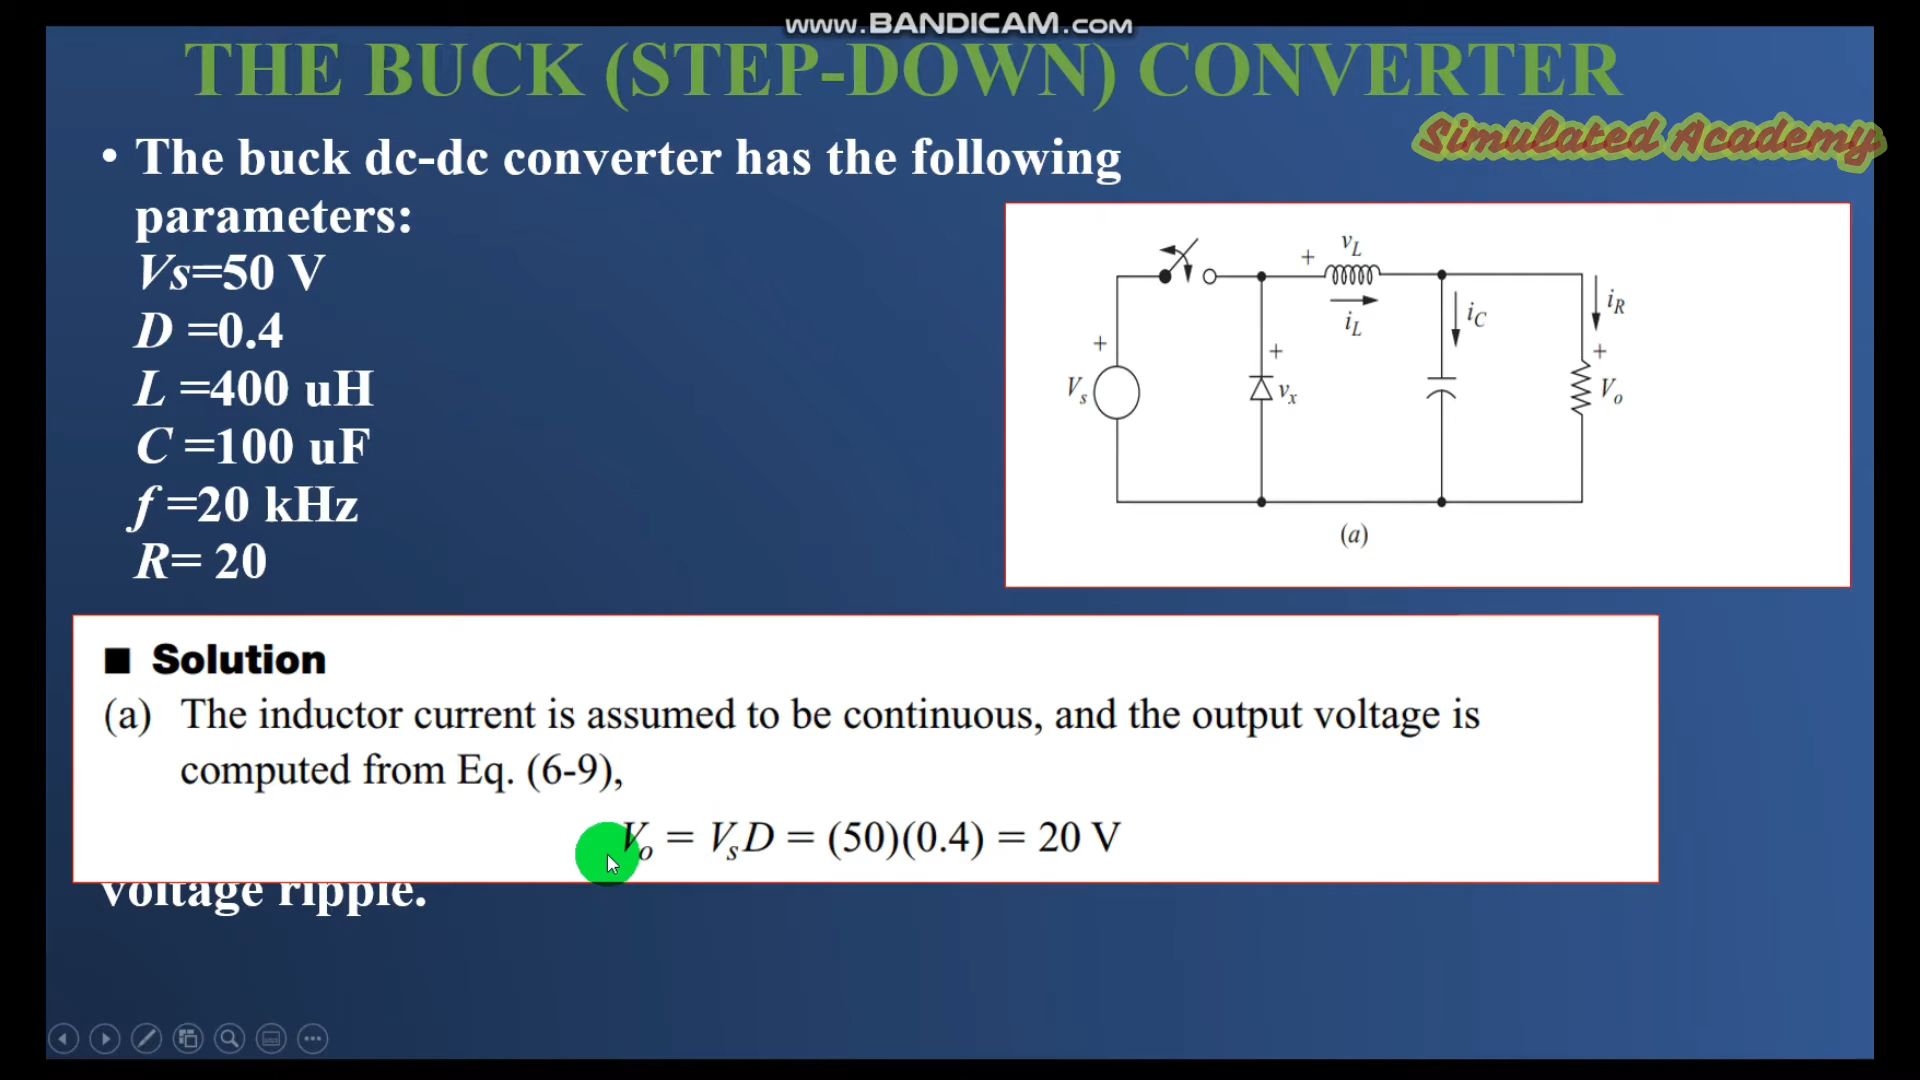 www.BANDICAM.com
THE BUCK (STEP-DOWN) CONVERTER
Simulated Academy
• The buck dc-dc converter has the following
parameters:
Vs=50 V
D =0.4
L =400 uH
C =100 uF
f =20 kHz
R= 20
vL
+
iL
iC
iR
+
Vs
+
vx
+
Vo
(a)
■ Solution
(a) The inductor current is assumed to be continuous, and the output voltage is
computed from Eq. (6-9),
Vo = VsD = (50)(0.4) = 20 V
voltage ripple.